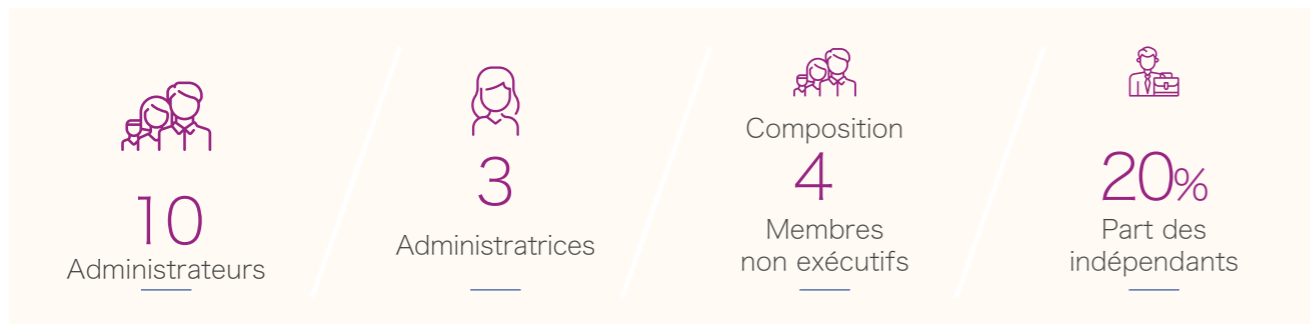 10
Administrateurs
3
Administratrices
Composition
4
Membres
non exécutifs
20%
Part des
indépendants